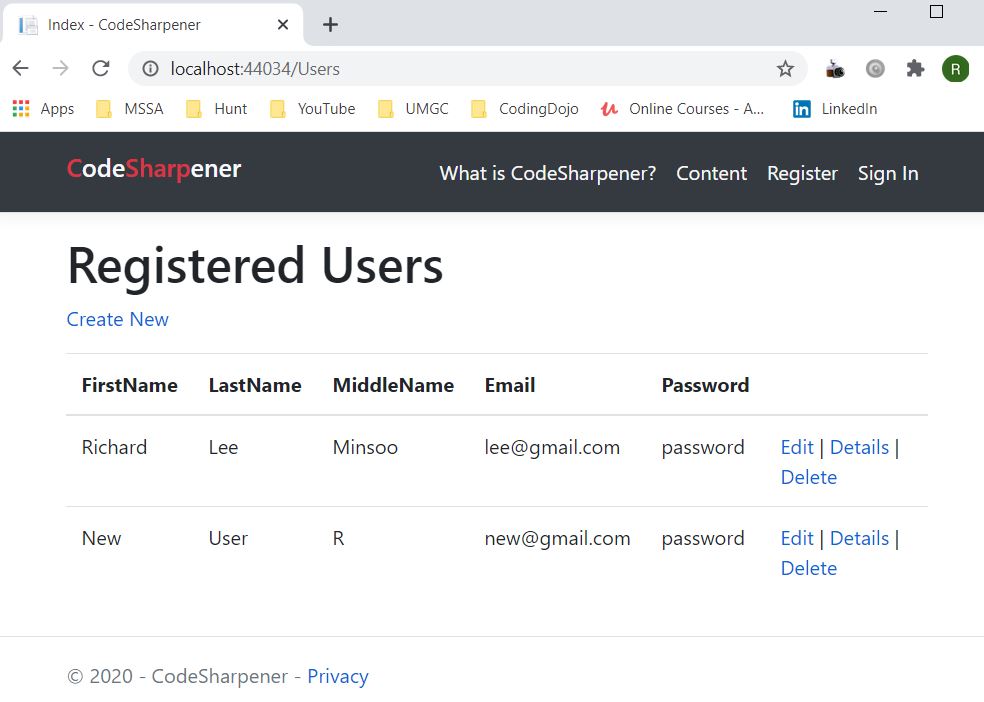 Index - CodeSharpener
localhost:44034/Users
R
Apps MSSA Hunt YouTube UMGC CodingDojo Online Courses - A... LinkedIn
CodeSharpener What is CodeSharpener? Content Register Sign In
Registered Users
Create New
FirstName LastName MiddleName Email Password
Richard Lee Minsoo lee@gmail.com password Edit | Details |
Delete
New User R new@gmail.com password Edit | Details |
Delete
© 2020 - CodeSharpener - Privacy